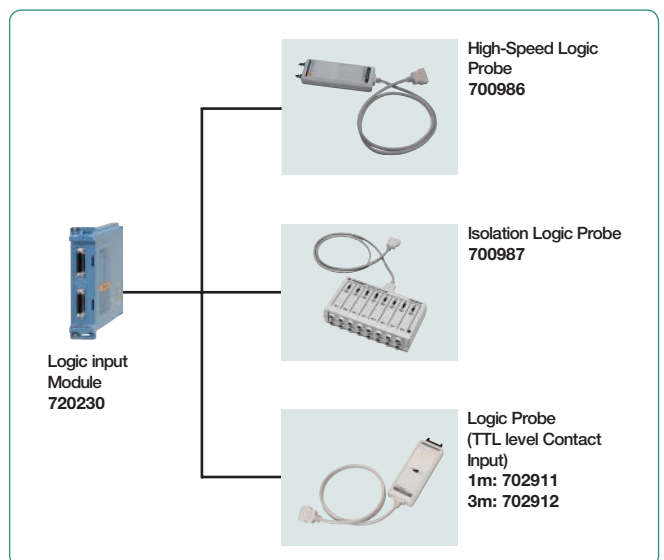 High-Speed Logic
Probe
700986
Isolation Logic Probe
700987
Logic input
Module
720230
Logic Probe
(TTL level Contact
Input)
1m: 702911
3m: 702912